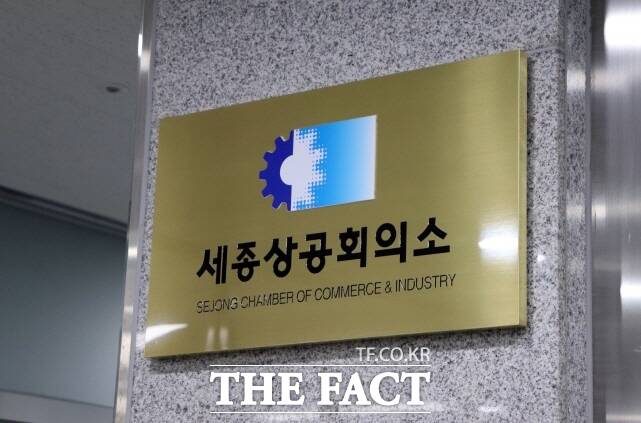 세종상공회의소
SEJONG CHAMBER OF COMMERCE & INDUSTRY
TF.CO.KR
THE FACT